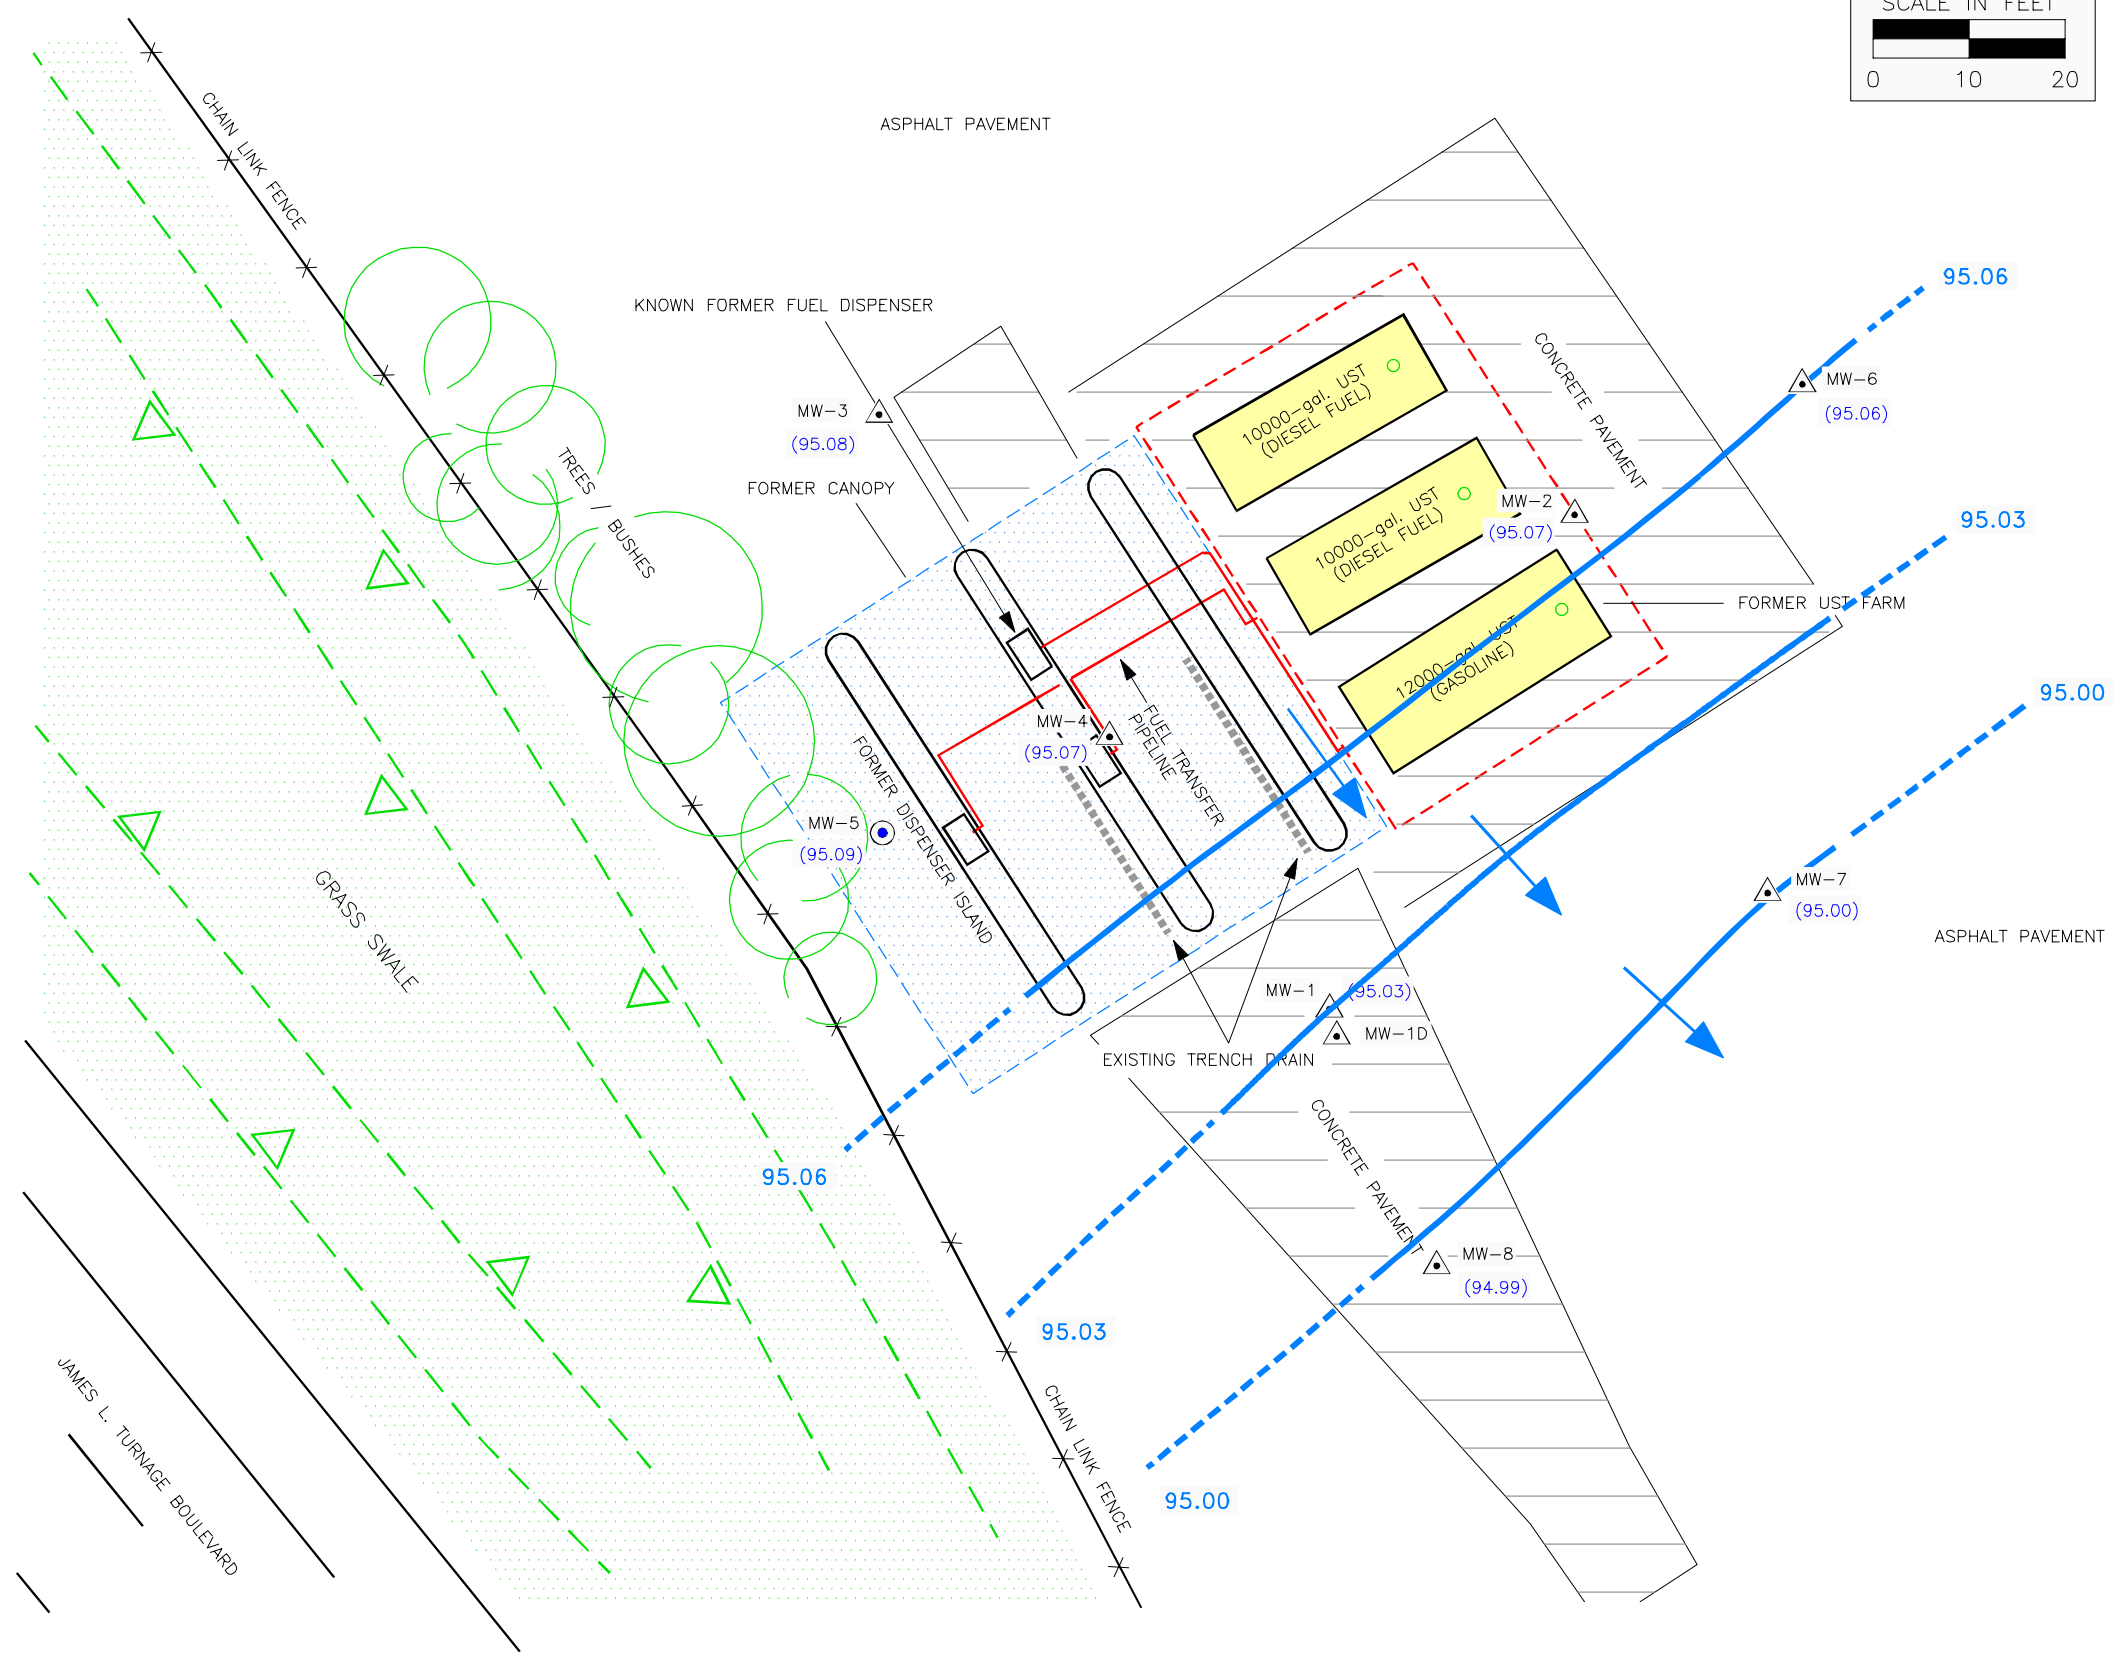 SCALE IN FEET
0 10 20
ASPHALT PAVEMENT
CHAIN LINK FENCE
95.06
KNOWN FORMER FUEL DISPENSER
CONCRETE PAVEMENT
MW-6
(95.06)
10000-gal. UST
(DIESEL FUEL)
MW-3
(95.08)
TREES / BUSHES
FORMER CANOPY
10000-gal. UST
(DIESEL FUEL)
MW-2
(95.07)
95.03
FORMER UST FARM
12000-gal. UST
(GASOLINE)
95.00
MW-4
(95.07)
FUEL TRANSFER
PIPELINE
FORMER DISPENSER ISLAND
MW-5
(95.09)
MW-7
(95.00)
GRASS SWALE
ASPHALT PAVEMENT
MW-1
(95.03)
MW-1D
EXISTING TRENCH DRAIN
CONCRETE PAVEMENT
95.06
MW-8
(94.99)
95.03
JAMES L. TURNAGE BOULEVARD
CHAIN LINK FENCE
95.00